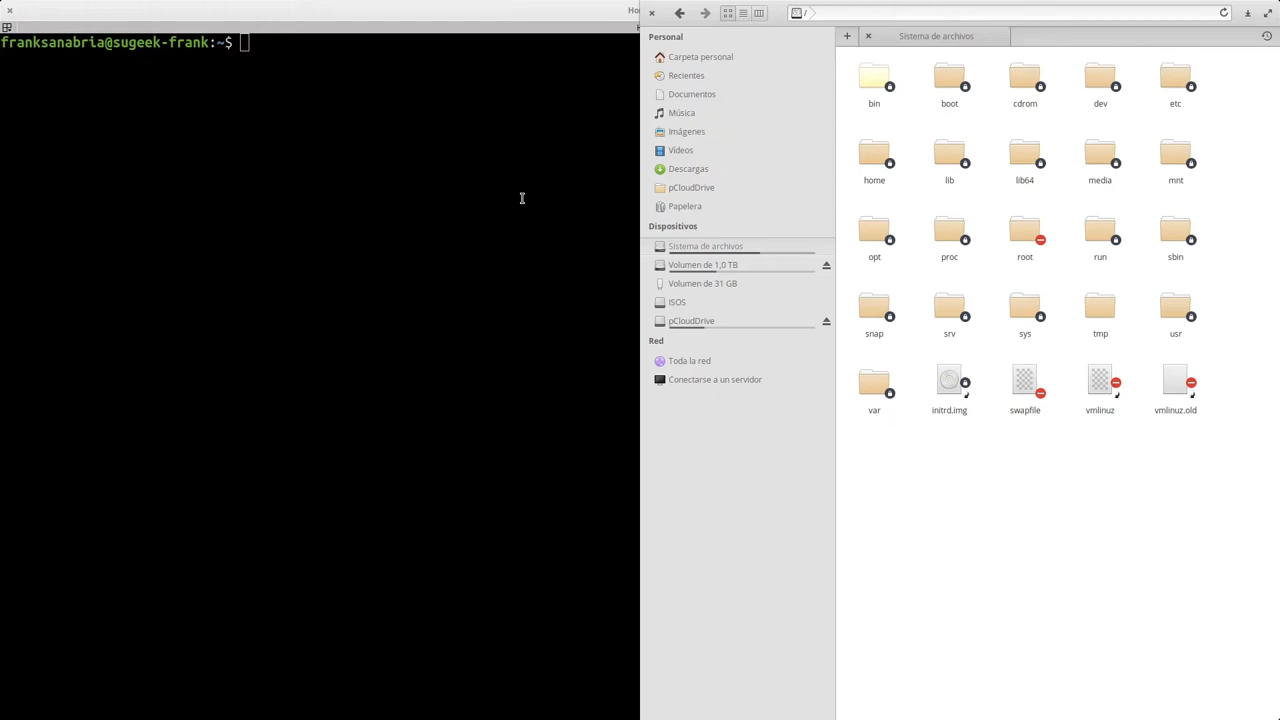 Ho
franksanabria@sugeek-frank:~$
/
Personal
Carpeta personal
Recientes
Documentos
Música
Imágenes
Vídeos
Descargas
pCloudDrive
Papelera
Dispositivos
Sistema de archivos
Volumen de 1,0 TB
Volumen de 31 GB
ISOS
pCloudDrive
Red
Toda la red
Conectarse a un servidor
Sistema de archivos
bin boot cdrom dev etc
home lib lib64 media mnt
opt proc root run sbin
snap srv sys tmp usr
var initrd.img swapfile vmlinuz vmlinuz.old